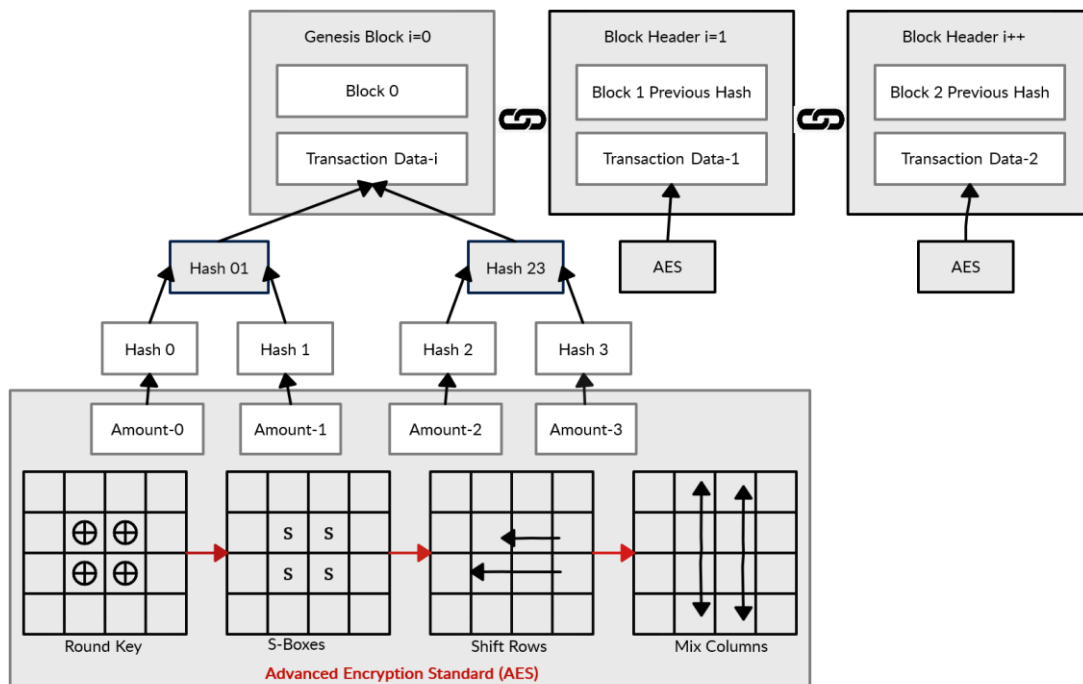 Genesis Block i=0
Block Header i=1
Block Header i++
Block 0
Block 1 Previous Hash
Block 2 Previous Hash
Transaction Data-i
Transaction Data-1
Transaction Data-2
Hash 01
Hash 23
AES
AES
Hash 0
Hash 1
Hash 2
Hash 3
Amount-0
Amount-1
Amount-2
Amount-3
S S
S S
Round Key
S-Boxes
Shift Rows
Mix Columns
Advanced Encryption Standard (AES)